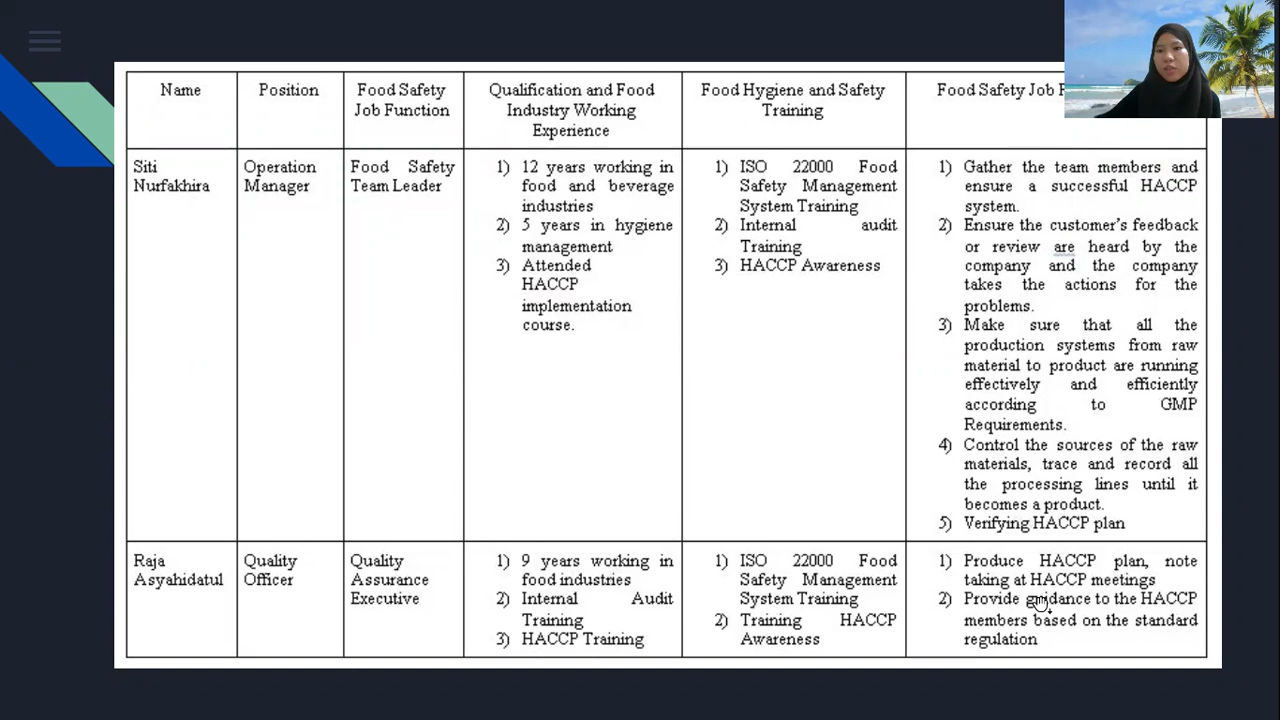 Name
Position
Food Safety
Job Function
Qualification and Food
Industry Working
Experience
Food Hygiene and Safety
Training
Food Safety Job
Siti
Nurfakhira
Operation
Manager
Food Safety
Team Leader
1) 12 years working in
food and beverage
industries
2) 5 years in hygiene
management
3) Attended
HACCP
implementation
course.
1) ISO 22000 Food
Safety Management
System Training
2) Internal audit
Training
3) HACCP Awareness
1) Gather the team members and
ensure a successful HACCP
system.
2) Ensure the customer's feedback
or review are heard by the
company and the company
takes the actions for the
problems.
3) Make sure that all the
production systems from raw
material to product are running
effectively and efficiently
according to GMP
Requirements.
4) Control the sources of the raw
materials, trace and record all
the processing lines until it
becomes a product.
5) Verifying HACCP plan
Raja
Asyahidatul
Quality
Officer
Quality
Assurance
Executive
1) 9 years working in
food industries
2) Internal Audit
Training
3) HACCP Training
1) ISO 22000 Food
Safety Management
System Training
2) Training HACCP
Awareness
1) Produce HACCP plan, note
taking at HACCP meetings
2) Provide guidance to the HACCP
members based on the standard
regulation